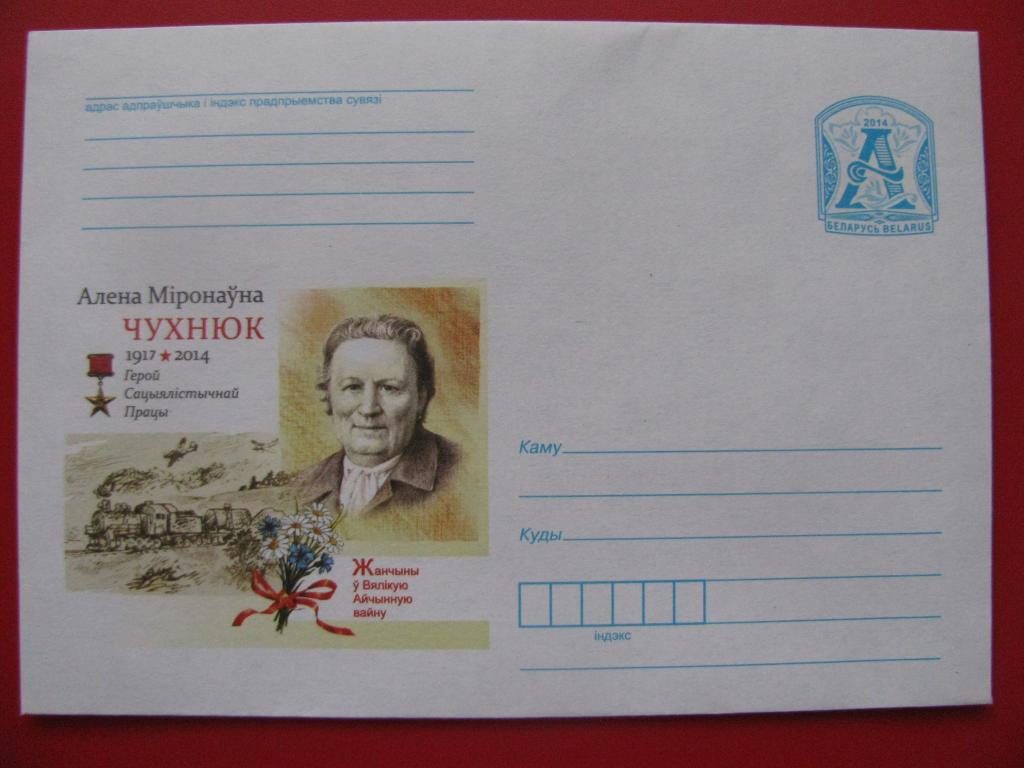 адрас адпраўшчыка і індэкс прадпрыемства сувязі
2014
А
БЕЛАРУСЬ BELARUS
Алена Міронаўна
ЧУХНЮК
1917 ★ 2014
Герой
Сацыялістычнай
Працы
Жанчыны
ў Вялікую
Айчынную
вайну
Каму
Куды
індэкс